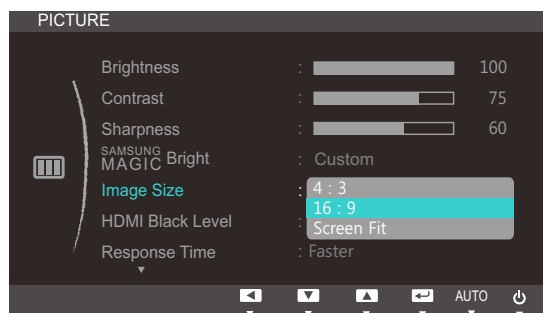 PICTURE
Brightness : 100
Contrast : 75
Sharpness : 60
SAMSUNG
MAGIC Bright : Custom
Image Size : 4 : 3
16 : 9
HDMI Black Level :
Screen Fit
Response Time : Faster
AUTO